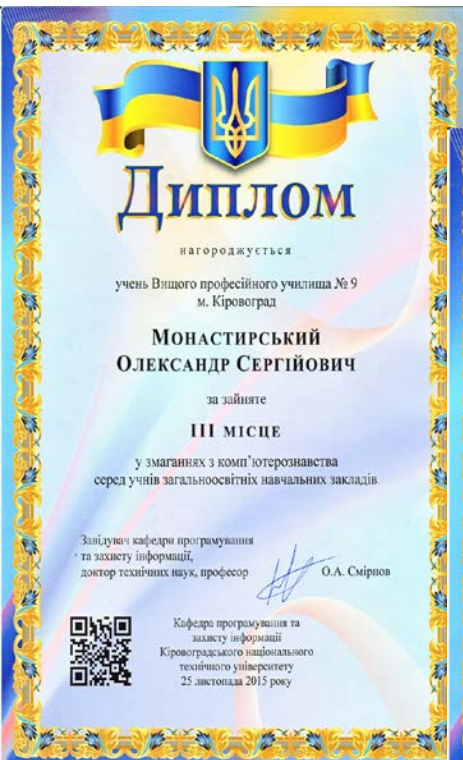 Диплом
нагороджується
учень Вищого професійного училища № 9
м. Кіровоград
МОНАСТИРСЬКИЙ
ОЛЕКСАНДР СЕРГІЙОВИЧ
за зайняте
III МІСЦЕ
у змаганнях з комп’ютерознавства
серед учнів загальноосвітніх навчальних закладів
Завідувач кафедри програмування
та захисту інформації,
доктор технічних наук, професор О.А. Смірнов
Кафедра програмування та
захисту інформації
Кіровоградського національного
технічного університету
25 листопада 2015 року